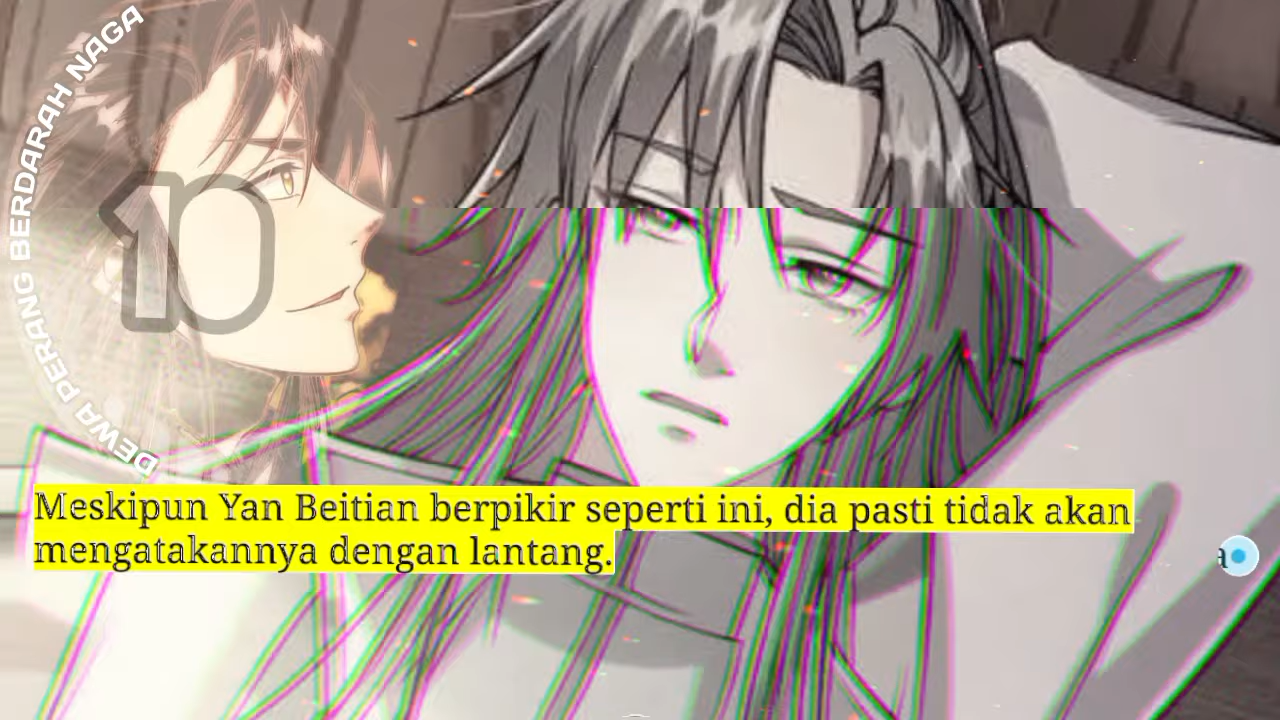 DEWA PERANG BERDARAH NAGA
10
Meskipun Yan Beitian berpikir seperti ini, dia pasti tidak akan
mengatakannya dengan lantang.
a